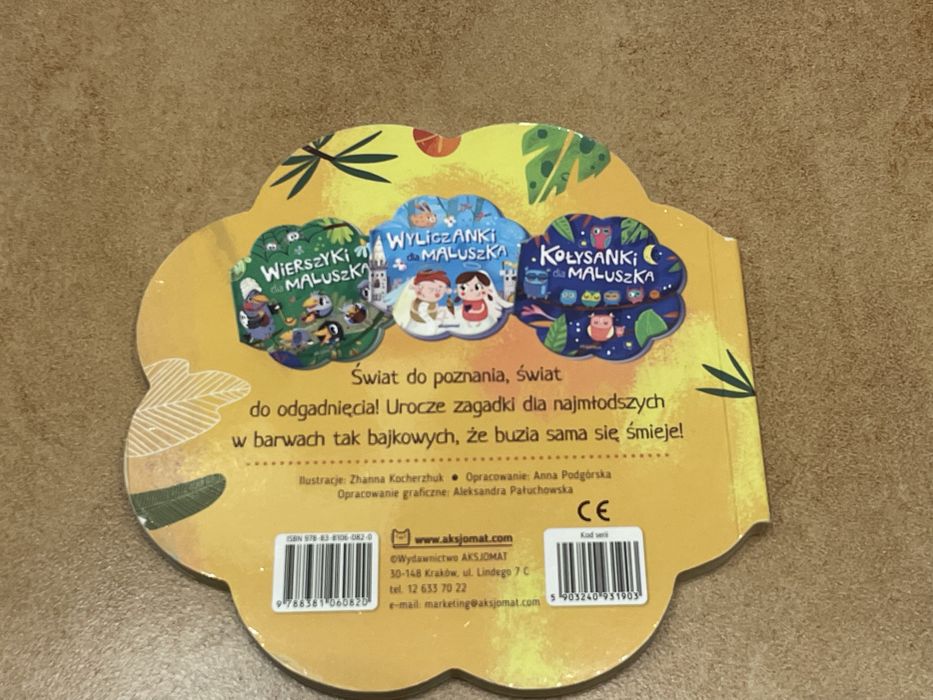 WIERSZYKI
dla MALUSZKA
WYLICZANKI
dla MALUSZKA
KOŁYSANKI
dla MALUSZKA
Świat do poznania, świat
do odgadnięcia! Urocze zagadki dla najmłodszych
w barwach tak bajkowych, że buzia sama się śmieje!
Ilustracje: Zhanna Kocherzhuk • Opracowanie: Anna Podgórska
Opracowanie graficzne: Aleksandra Patuchowska
CE
ISBN 978-83-8106-082-0
9 788381 060820
www.aksjomat.com
©Wydawnictwo AKSJOMAT
30-148 Kraków, ul. Lindego 7 C
tel. 12 633 70 22
e-mail: marketing@aksjomat.com
Kod serii
5 903240 931903